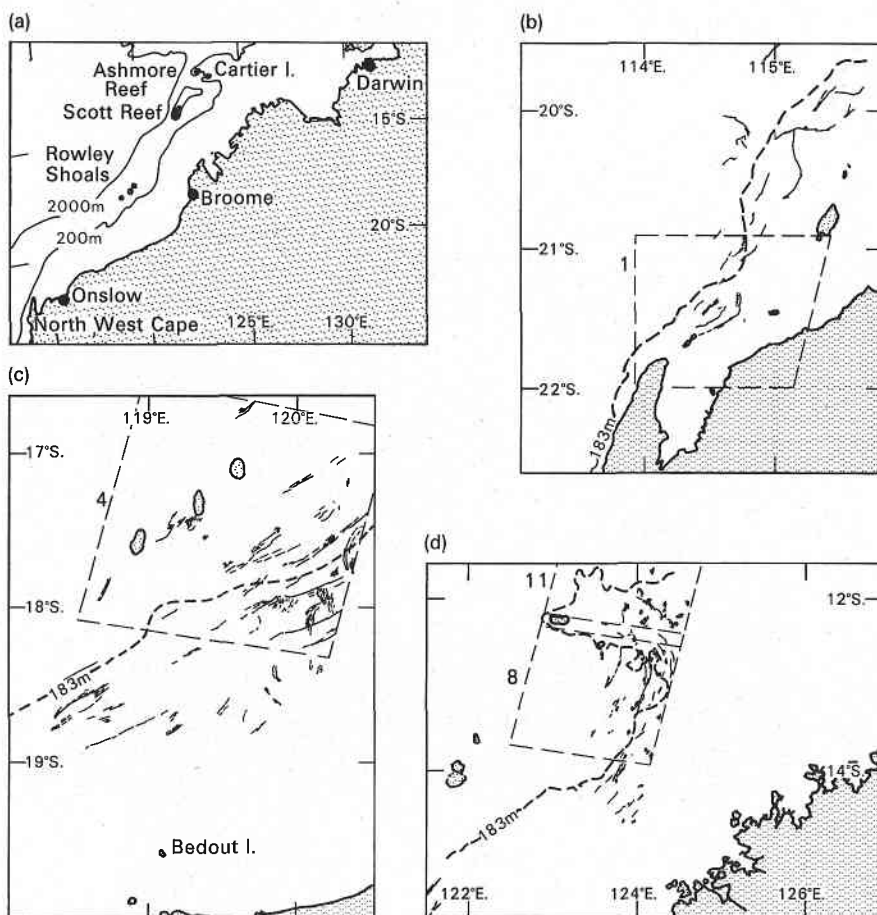 (a)
Ashmore
Reef
Cartier I.
Darwin
Scott Reef
15°S.
Rowley
Shoals
2000m
Broome
200m
20°S.
Onslow
North West Cape
125°E.
130°E.
(b)
114°E.
115°E.
20°S.
21°S.
1
22°S.
183m
(c)
119°E.
120°E.
17°S.
4
18°S.
183m
19°S.
Bedout I.
(d)
11
12°S.
8
14°S.
183m
122°E.
124°E.
126°E.